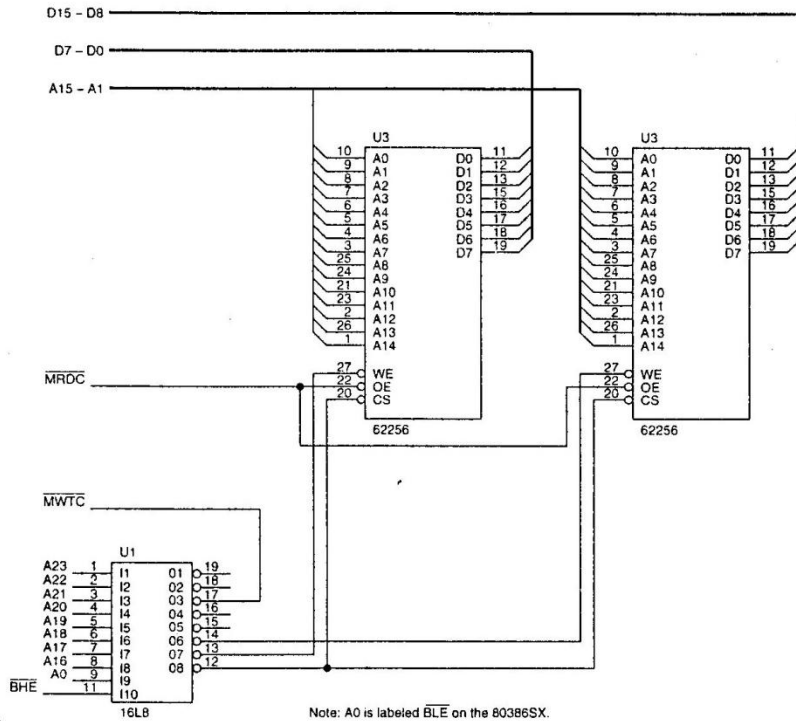 D15 – D8
D7 – D0
A15 – A1
U3
10 A0 D0 11
9 A1 D1 12
8 A2 D2 13
7 A3 D3 15
6 A4 D4 16
5 A5 D5 17
4 A6 D6 18
3 A7 D7 19
25 A8
24 A9
21 A10
23 A11
2 A12
26 A13
1 A14
27 WE
22 OE
20 CS
62256
U3
10 A0 D0 11
9 A1 D1 12
8 A2 D2 13
7 A3 D3 15
6 A4 D4 16
5 A5 D5 17
4 A6 D6 18
3 A7 D7 19
25 A8
24 A9
21 A10
23 A11
2 A12
26 A13
1 A14
27 WE
22 OE
20 CS
62256
MRDC
MWTC
U1
A23 1 I1 01 19
A22 2 I2 02 18
A21 3 I3 03 17
A20 4 I4 04 16
A19 5 I5 05 15
A18 6 I6 06 14
A17 7 I7 07 13
A16 8 I8 08 12
A0 9 I9
BHE 11 I10
16L8
Note: A0 is labeled BLE on the 80386SX.